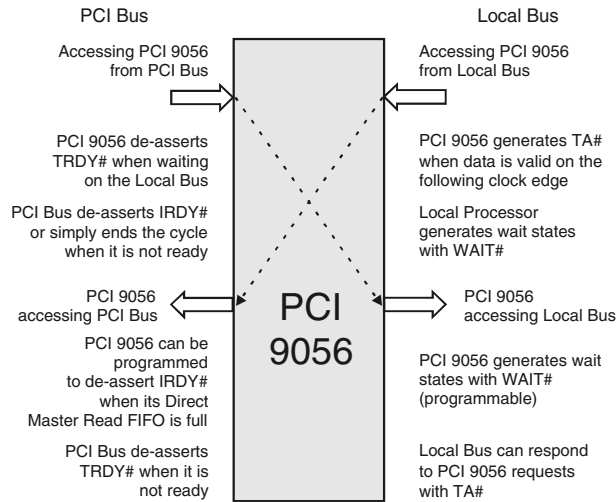 PCI Bus
Local Bus
Accessing PCI 9056
from PCI Bus
Accessing PCI 9056
from Local Bus
PCI 9056 de-asserts
TRDY# when waiting
on the Local Bus
PCI 9056 generates TA#
when data is valid on the
following clock edge
PCI Bus de-asserts IRDY#
or simply ends the cycle
when it is not ready
Local Processor
generates wait states
with WAIT#
PCI 9056
accessing PCI Bus
PCI
9056
PCI 9056
accessing Local Bus
PCI 9056 can be
programmed
to de-assert IRDY#
when its Direct
Master Read FIFO is full
PCI 9056 generates wait
states with WAIT#
(programmable)
PCI Bus de-asserts
TRDY# when it is
not ready
Local Bus can respond
to PCI 9056 requests
with TA#